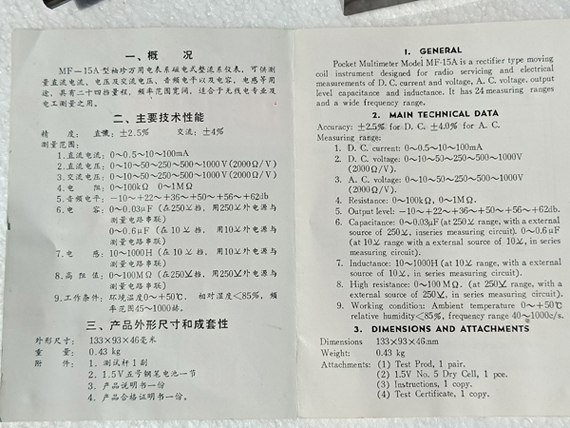 一、概 况
MF—15A型袖珍万用电表系磁电式整流系仪表，可供测
量直流电流、电压及交流电压、音频电平以及电容、电感等用
途，具有二十四挡量程，频率范围宽阔，适合于无线电专业及
电工测量之用。
二、主要技术性能
精 度：直流：±2.5% 交流：±4%
测量范围：
1.直流电流：0～0.5～10～100mA
2.直流电压：0～10～50～250～500～1000V(2000Ω/V)
3.交流电压：0～10～50～250～500～1000V(2000Ω/V)
4.电 阻：0～100kΩ 0～1MΩ
5.音频电平：－10～＋22～＋36～＋50～＋56～＋62db
6.电 容：0～0.03μF(在250V挡，用250V外电源与
测量电路串联)
0～0.6μF(在10V挡，用10V外电源与
测量电路串联)
7.电 感：10～1000H(在10V挡，用10V外电源与
测量电路串联)
8.高阻值：0～100MΩ(在250V挡，用250V外电源与
测量电路串联)
9.工作条件：环境温度0～＋50℃， 相对湿度<85%，频
率范围45～1000赫。
三、产品外形尺寸和成套性
外形尺寸： 133×93×46毫米
重 量： 0.43 kg
附 件： 1．测试杆1副
2．1.5V五号钢笔电池一节
3．产品说明书一份
4．产品合格证明书一份。
1. GENERAL
Pocket Multimeter Model MF-15A is a rectifier type moving
coil instrument designed for radio servicing and electrical
measurements of D. C. current and voltage, A. C. voltage, output
level capacitance and inductance. It has 24 measuring ranges
and a wide frequency range.
2. MAIN TECHNICAL DATA
Accuracy: ±2.5% for D. C. ±4.0% for A. C.
Measuring range:
1. D. C. current: 0～0.5～10～100mA
2. D. C. voltage: 0～10～50～250～500～1000V
(2000Ω/V).
3. A. C. voltage: 0～10～50～250～500～1000V
(2000Ω/V).
4. Resistance: 0～100kΩ, 0～1MΩ.
5. Output level: －10～＋22～＋36～＋50～＋56～＋62db.
6. Capacitance: 0～0.03μF(at 250V range, with a external
source of 250V, inseries measuring circuit). 0～0.6μF
(at 10V range with a external source of 10V, in series
measuring circuit).
7. Inductance: 10～1000H (at 10V range, with a external
source of 10V, in series measuring circuit).
8. High resistance: 0～100MΩ. (at 250V range, with a
external source of 250V, in series measuring circuit).
9. Working condition: Ambient temperature 0～＋50℃
relative humidity<85%, frequency range 40～1000c/s.
3. DIMENSIONS AND ATTACHMENTS
Dimensions 133×93×46mm
Weight: 0.43 kg
Attachments: (1) Test Prod, 1 pair.
(2) 1.5V No. 5 Dry Cell, 1 pce.
(3) Instructions, 1 copy.
(4) Test Certificate, 1 copy.